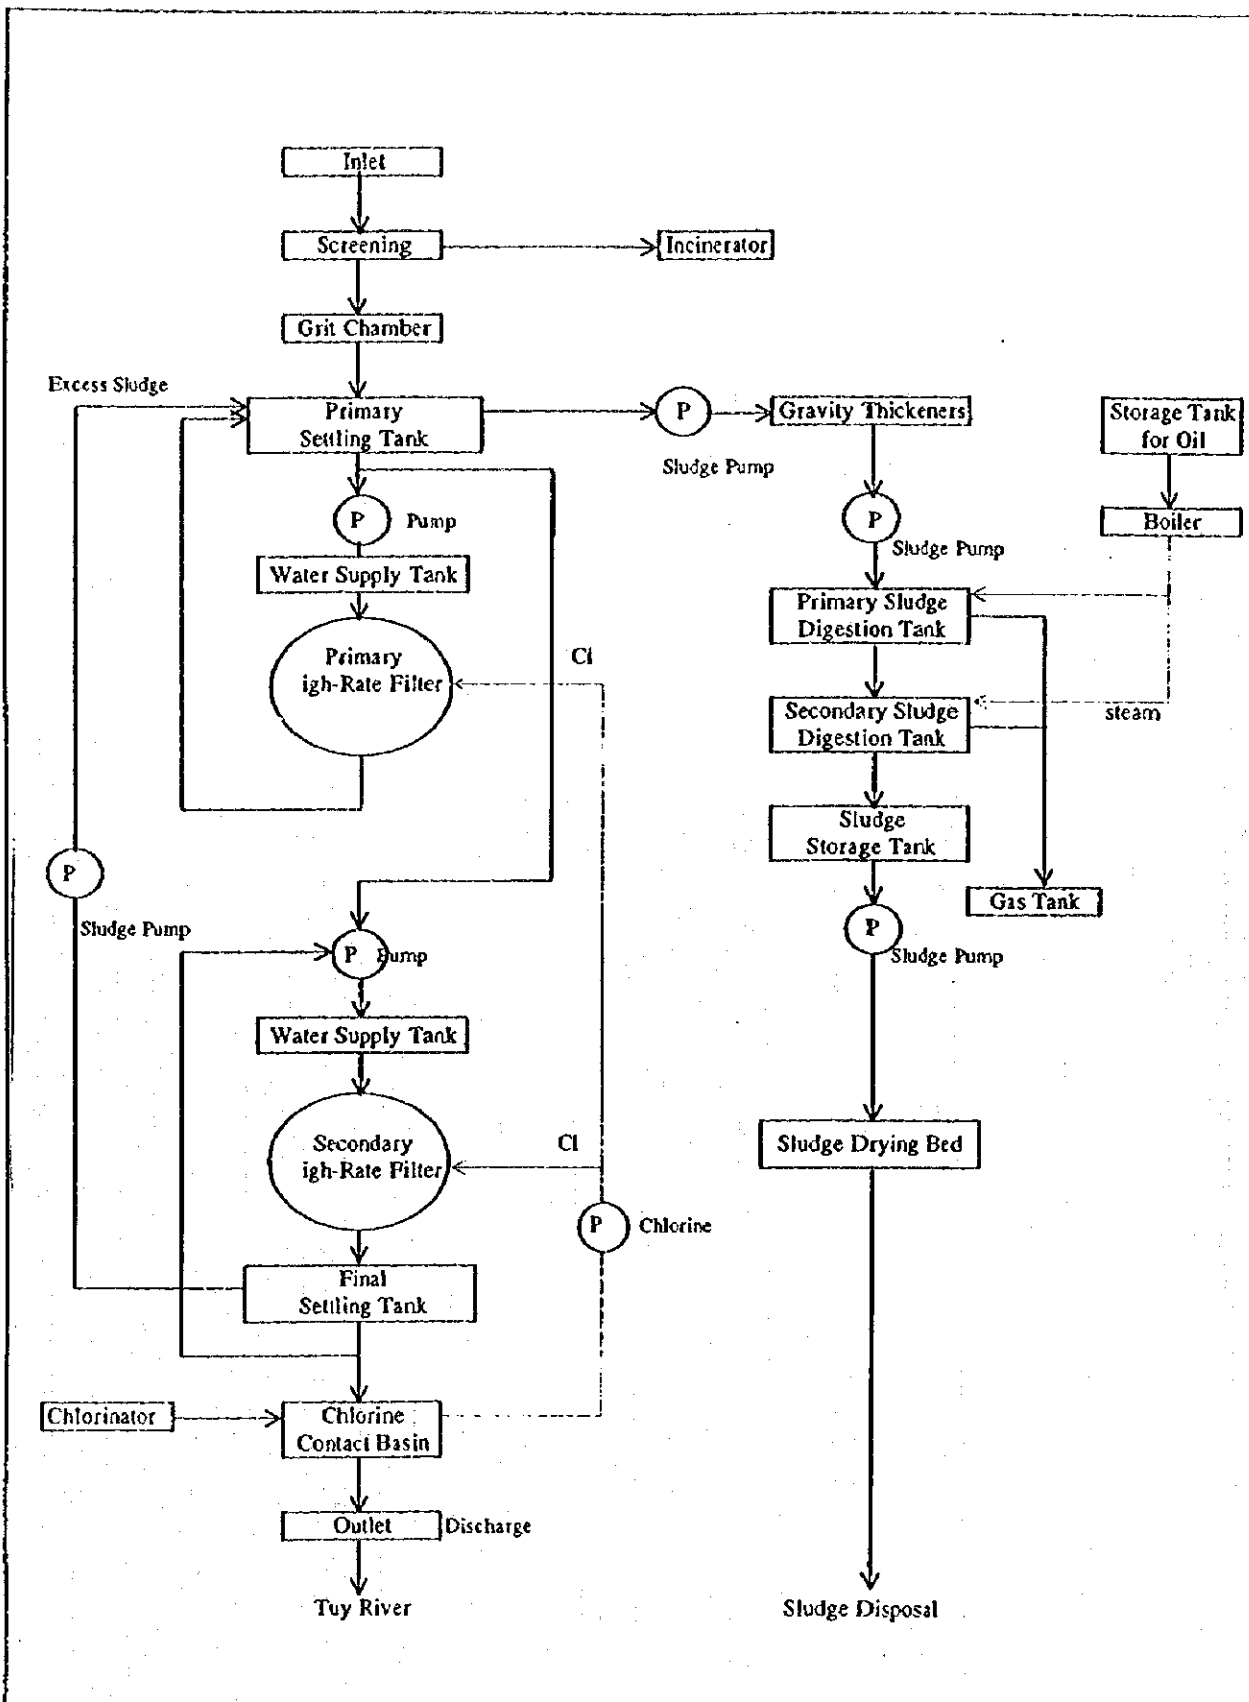 Inlet
Screening
Incinerator
Grit Chamber
Excess Sludge
Primary
Settling Tank
P
Sludge Pump
Gravity Thickeners
Storage Tank
for Oil
P
Pump
P
Sludge Pump
Boiler
Water Supply Tank
Primary Sludge
Digestion Tank
Primary
igh-Rate Filter
Cl
Secondary Sludge
Digestion Tank
steam
Sludge
Storage Tank
P
Sludge Pump
Gas Tank
P
Pump
P
Sludge Pump
Water Supply Tank
Secondary
igh-Rate Filter
Cl
Sludge Drying Bed
P
Chlorine
Final
Settling Tank
Chlorinator
Chlorine
Contact Basin
Outlet
Discharge
Tuy River
Sludge Disposal